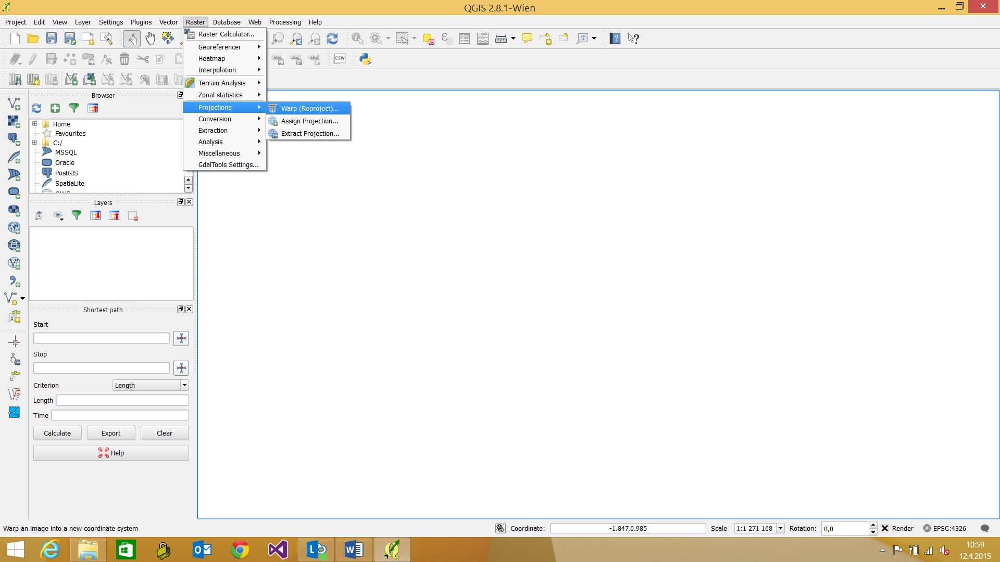 QGIS 2.8.1-Wien
Project Edit View Layer Settings Plugins Vector Raster Database Web Processing Help
Raster Calculator...
Georeferencer
Heatmap
Interpolation
Terrain Analysis
Zonal statistics
Projections
Conversion
Extraction
Analysis
Miscellaneous
GdalTools Settings...
Warp (Reproject)...
Assign Projection...
Extract Projection...
abc abc abc CSW
T
Browser
Home
Favourites
C:/
MSSQL
Oracle
PostGIS
SpatiaLite
Layers
Shortest path
Start
Stop
Criterion Length
Length
Time
Calculate Export Clear
Help
Warp an image into a new coordinate system
Coordinate: -1.847,0.985 Scale 1:1 271 168 Rotation: 0,0 Render EPSG:4326
10:59
12.4.2015